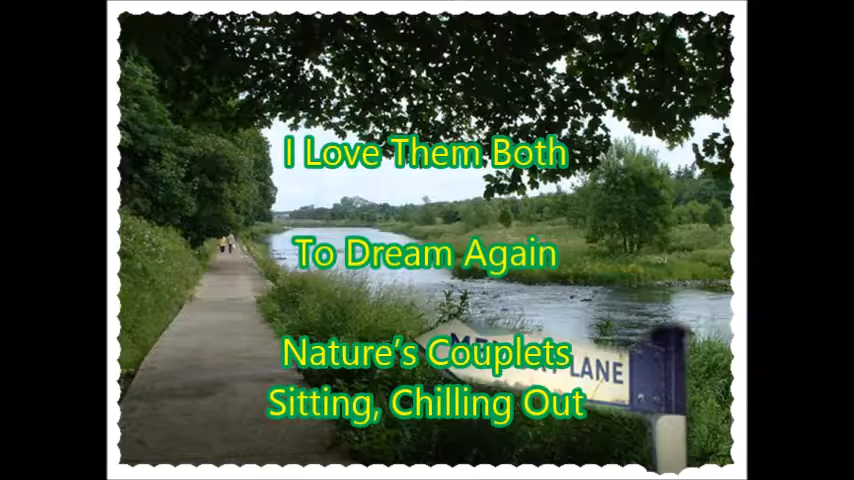 I Love Them Both
To Dream Again
Nature's Couplets
Sitting, Chilling Out
LANE